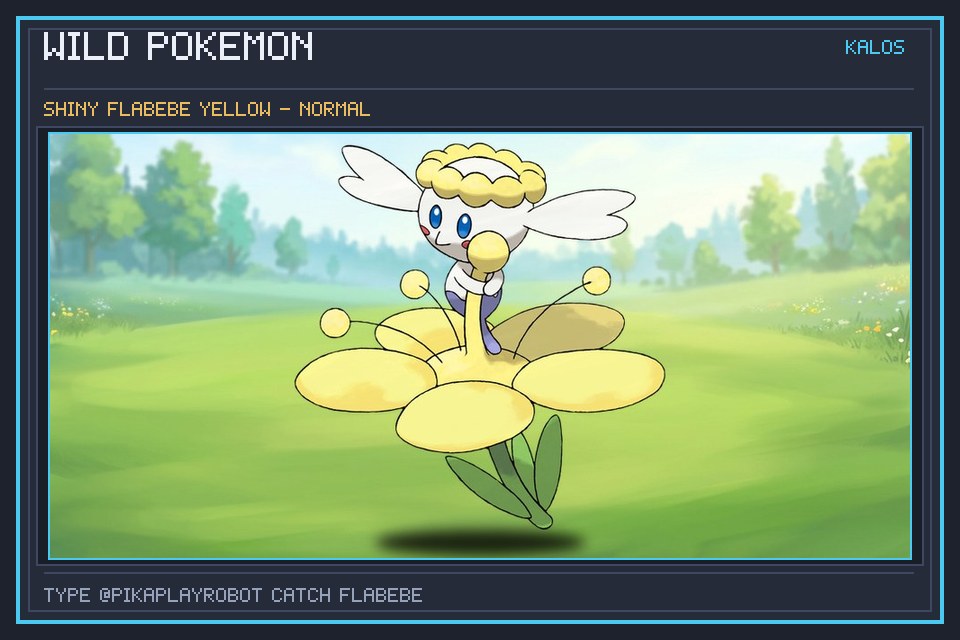 WILD POKEMON
KALOS
SHINY FLABEBE YELLOW - NORMAL
TYPE @PIKAPLAYROBOT CATCH FLABEBE